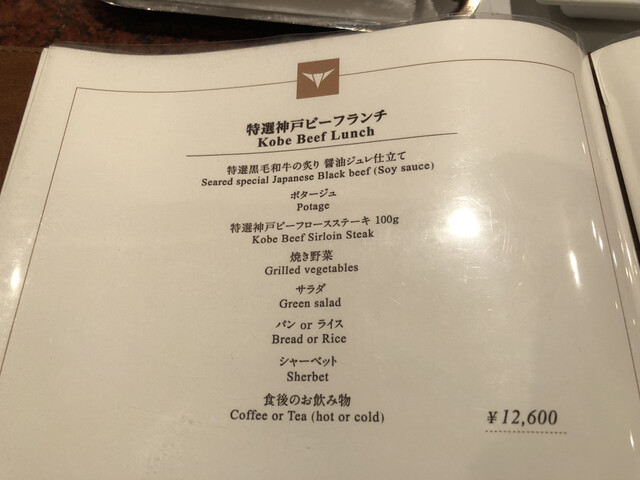 特選神戸ビーフランチ
Kobe Beef Lunch
特選黒毛和牛の炙り 醤油ジュレ仕立て
Seared special Japanese Black beef (Soy sauce)
ポタージュ
Potage
特選神戸ビーフロースステーキ 100g
Kobe Beef Sirloin Steak
焼き野菜
Grilled vegetables
サラダ
Green salad
パン or ライス
Bread or Rice
シャーベット
Sherbet
食後のお飲み物
Coffee or Tea (hot or cold)
¥12,600